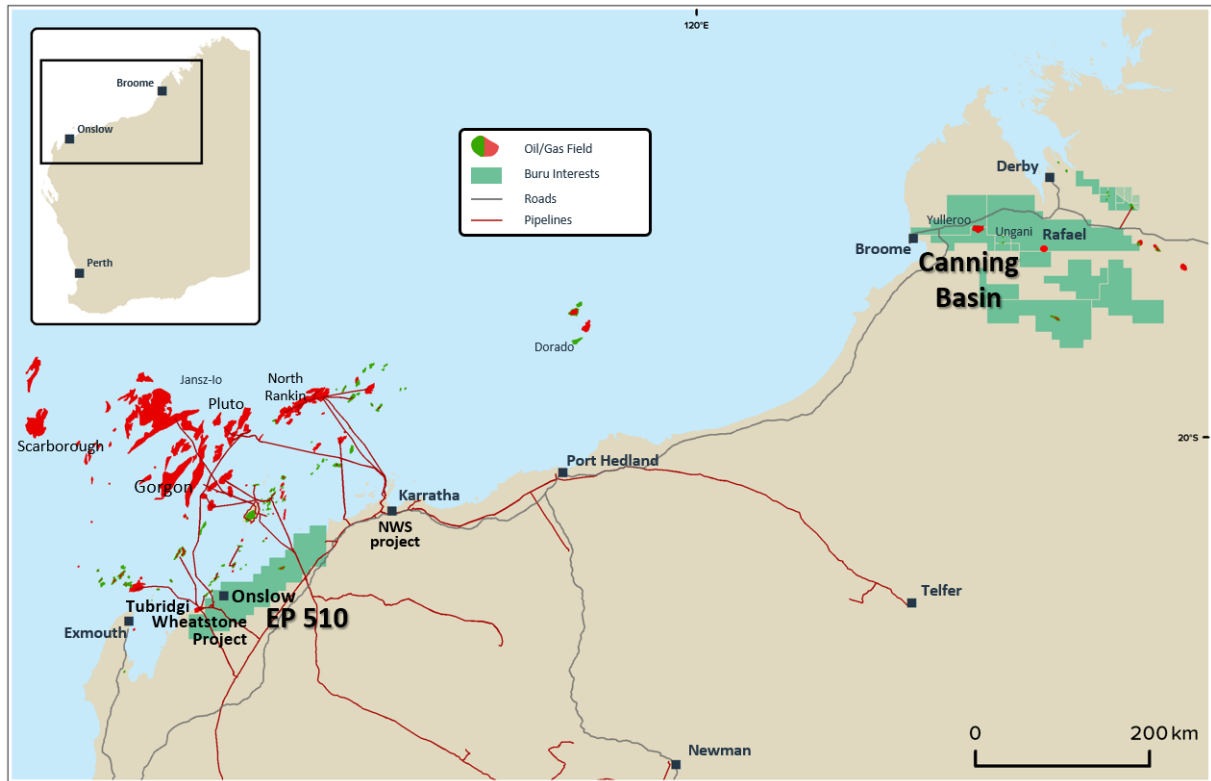 120°E
Broome
Onslow
Perth
Oil/Gas Field
Buru Interests
Roads
Pipelines
Derby
Yulleroo
Ungani
Rafael
Broome
Canning
Basin
Dorado
Jansz-Io
North
Rankin
Pluto
Scarborough
20°S
Port Hedland
Gorgon
Karratha
NWS
project
Onslow
EP 510
Tubridgi
Wheatstone
Project
Exmouth
Telfer
Newman
0
200 km